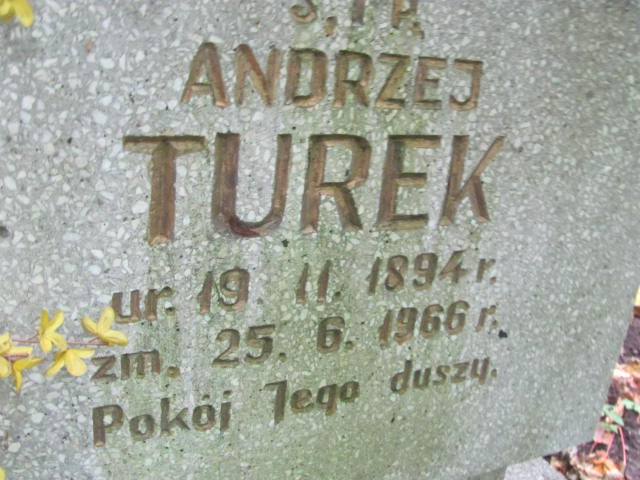 Ś.†P.
ANDRZEJ
TUREK
ur. 19. 11. 1894 r.
zm. 25. 6. 1966 r.
Pokój Jego duszy.